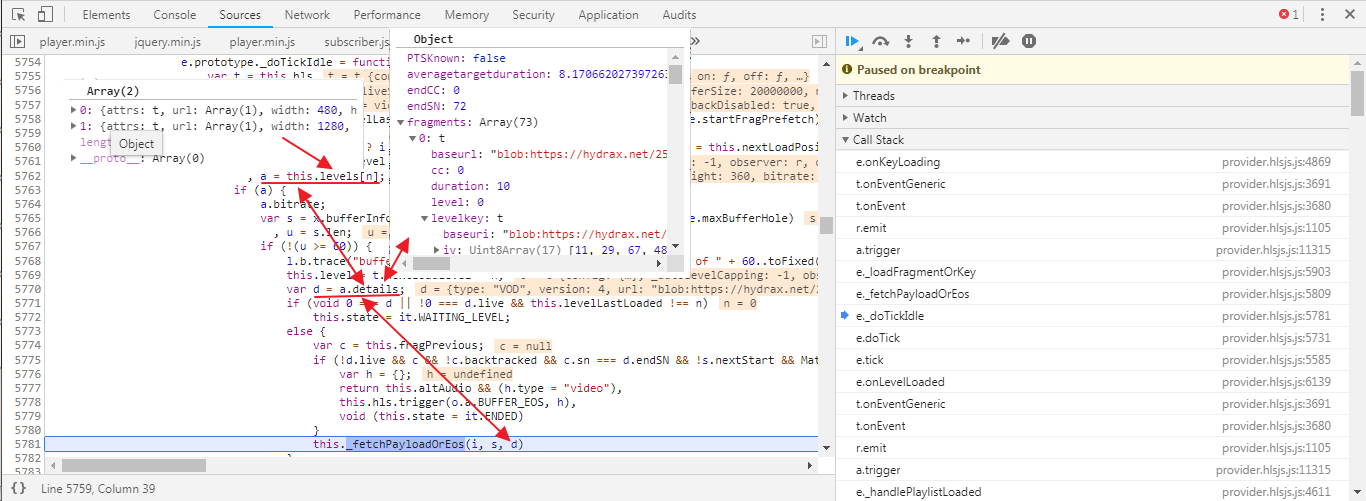 Elements Console Sources Network Performance Memory Security Application Audits 1
player.min.js jquery.min.js player.min.js subscriber.js »
Paused on breakpoint
Threads
Watch
Call Stack
e.onKeyLoading provider.hlsjs.js:4869
t.onEventGeneric provider.hlsjs.js:3691
t.onEvent provider.hlsjs.js:3680
r.emit provider.hlsjs.js:1105
a.trigger provider.hlsjs.js:11315
e._loadFragmentOrKey provider.hlsjs.js:5903
e._fetchPayloadOrEos provider.hlsjs.js:5809
e._doTickIdle provider.hlsjs.js:5781
e.doTick provider.hlsjs.js:5731
e.tick provider.hlsjs.js:5585
e.onLevelLoaded provider.hlsjs.js:6139
t.onEventGeneric provider.hlsjs.js:3691
t.onEvent provider.hlsjs.js:3680
r.emit provider.hlsjs.js:1105
a.trigger provider.hlsjs.js:11315
e._handlePlaylistLoaded provider.hlsjs.js:4611
Object
PTSKnown: false
averagetargetduration: 8.17066202739726
endCC: 0
endSN: 72
fragments: Array(73)
0: t
baseurl: "blob:https://hydrax.net/25
cc: 0
duration: 10
level: 0
levelkey: t
baseuri: "blob:https://hydrax.net/
iv: Uint8Array(17) [11, 29, 67, 48
Array(2)
0: {attrs: t, url: Array(1), width: 480, h
1: {attrs: t, url: Array(1), width: 1280,
Object
__proto__: Array(0)
5754 e.prototype._doTickIdle = function
5755 var t = this.hls on: ƒ, off: ƒ, …}
5756 fferSize: 20000000,
5757 backDisabled: true,
5758 e.startFragPrefetch)
5759
5760 ? i = this.nextLoadPosi
5761 -1, observer: r,
5762 , a = this.levels[n]; ight: 360, bitrate:
5763 if (a) {
5764 a.bitrate;
5765 var s = x.bufferInfo e.maxBufferHole)
5766 , u = s.len;
5767 if (!(u >= 60)) {
5768 l.b.trace("buffe of " + 60..toFixed(
5769 this.level
5770 var d = a.details; d = {type: "VOD", version: 4, url: "blob:https://hydrax.net/2
5771 if (void 0 === d || !0 === d.live && this.levelLastLoaded !== n) n = 0
5772 this.state = it.WAITING_LEVEL;
5773 else {
5774 var c = this.fragPrevious; c = null
5775 if (!d.live && c && !c.backtracked && c.sn === d.endSN && !s.nextStart && Mat
5776 var h = {}; h = undefined
5777 return this.altAudio && (h.type = "video"),
5778 this.hls.trigger(o.a.BUFFER_EOS, h),
5779 void (this.state = it.ENDED)
5780 }
5781 this._fetchPayloadOrEos(i, s, d)
5782
5783
{} Line 5759, Column 39